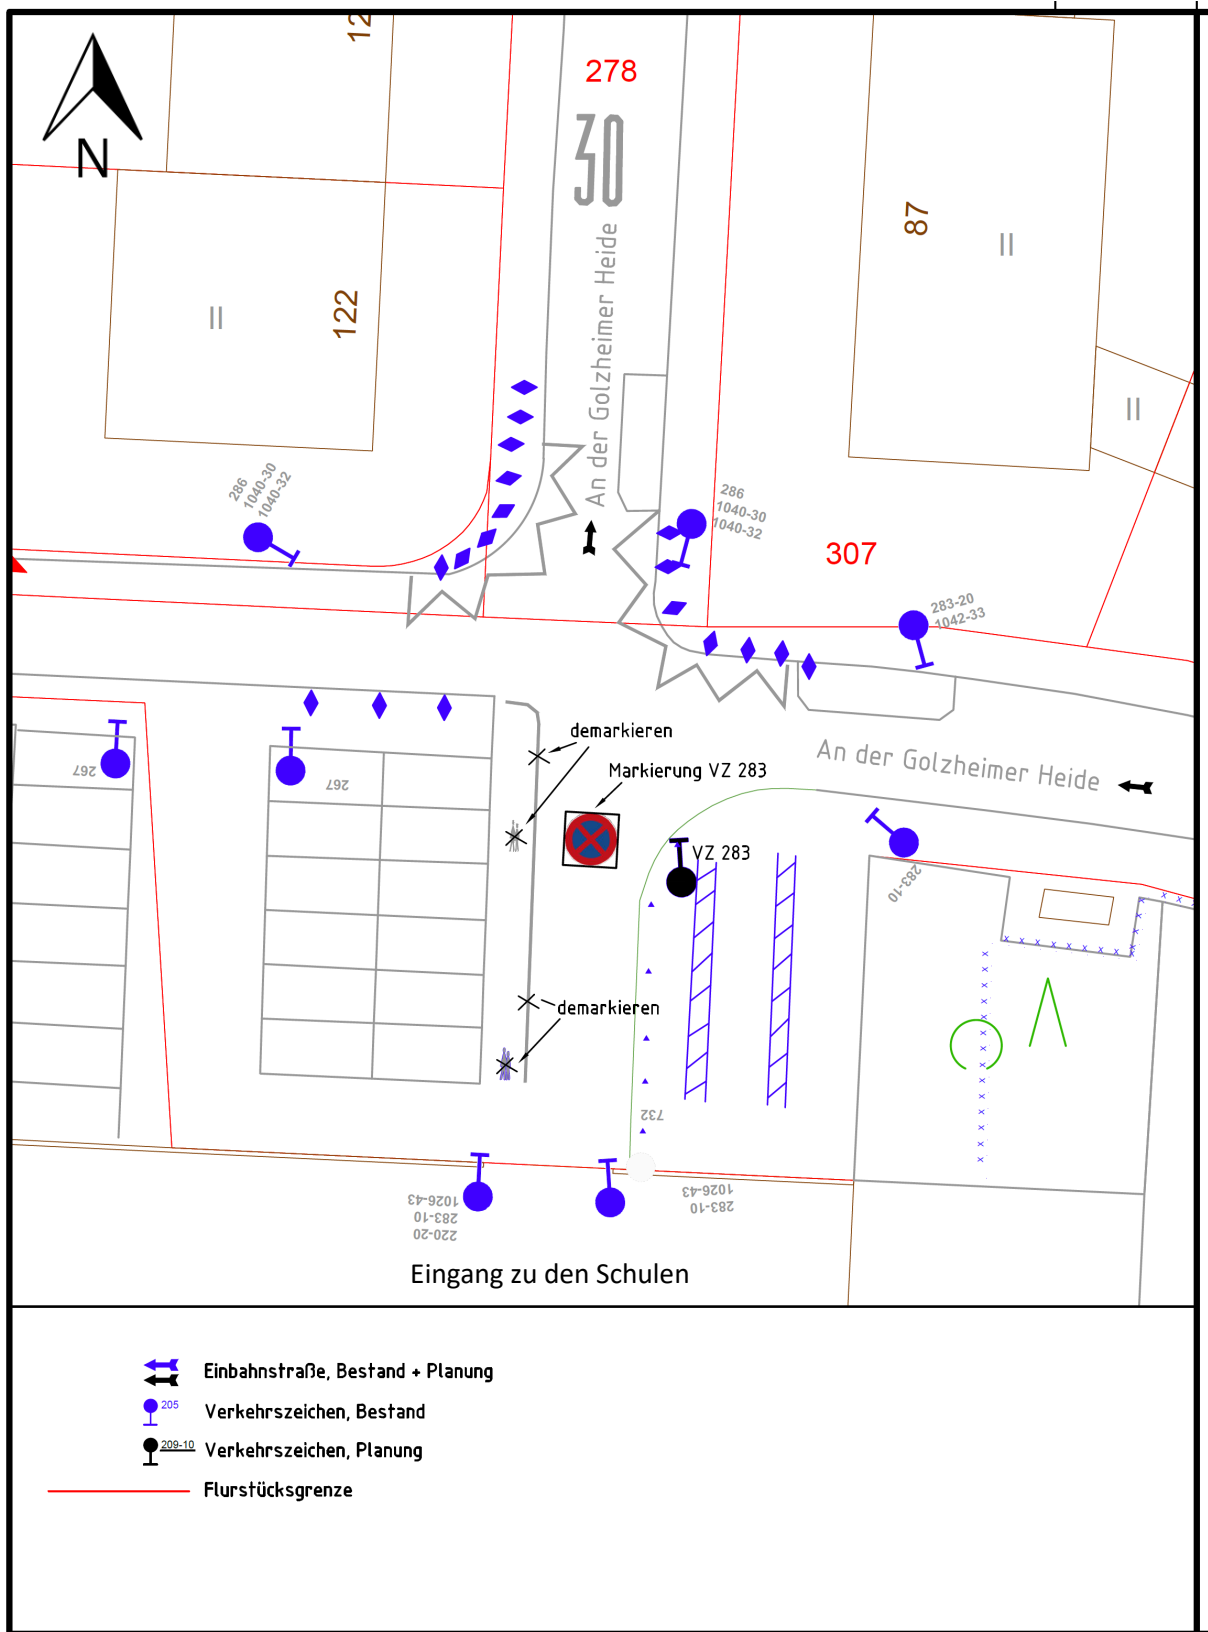 12
278
30
An der Golzheimer Heide
87
II
122
II
II
286
1040-30
1040-32
286
1040-30
1040-32
307
283-20
1042-33
N
267
267
demarkieren
Markierung VZ 283
An der Golzheimer Heide
VZ 283
283-10
demarkieren
732
1026-43
283-10
220-20
1026-43
283-10
Eingang zu den Schulen
Einbahnstraße, Bestand + Planung
205
Verkehrszeichen, Bestand
209-10
Verkehrszeichen, Planung
Flurstücksgrenze